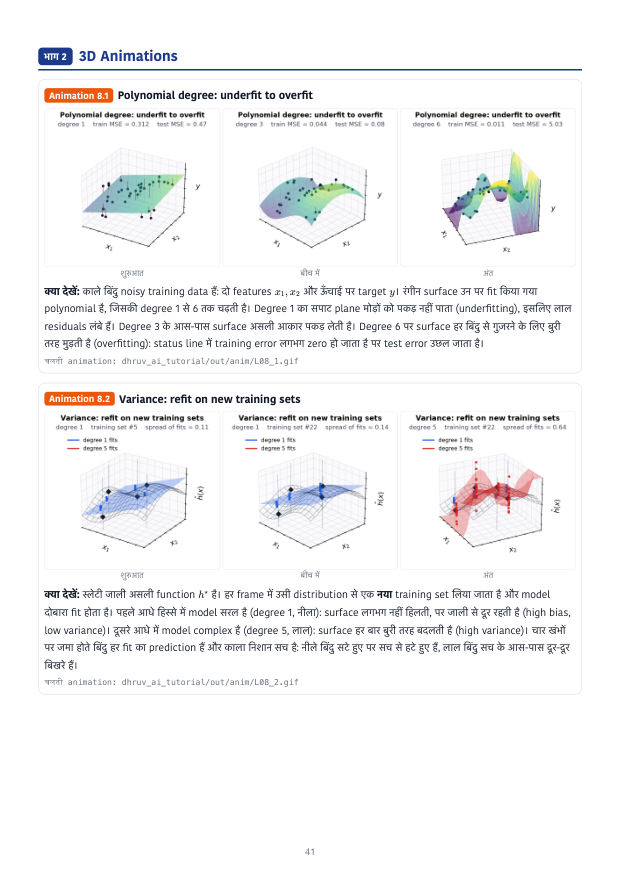 भाग 2 3D Animations
Animation 8.1 Polynomial degree: underfit to overfit
Polynomial degree: underfit to overfit
degree 1 train MSE = 0.312 test MSE = 0.47
y
x₁
x₂
Polynomial degree: underfit to overfit
degree 3 train MSE = 0.044 test MSE = 0.08
y
x₁
x₂
Polynomial degree: underfit to overfit
degree 6 train MSE = 0.011 test MSE = 5.03
y
x₁
x₂
शुरुआत
बीच में
अंत
क्या देखें: काले बिंदु noisy training data हैं: दो features x₁, x₂ और ऊँचाई पर target y। रंगीन surface उन पर fit किया गया
polynomial है, जिसकी degree 1 से 6 तक चढ़ती है। Degree 1 का सपाट plane मोड़ों को पकड़ नहीं पाता (underfitting), इसलिए लाल
residuals लंबे हैं। Degree 3 के आस-पास surface असली आकार पकड़ लेती है। Degree 6 पर surface हर बिंदु से गुजरने के लिए बुरी
तरह मुड़ती है (overfitting): status line में training error लगभग zero हो जाता है पर test error उछल जाता है।
चलती animation: dhruv_ai_tutorial/out/anim/L08_1.gif
Animation 8.2 Variance: refit on new training sets
Variance: refit on new training sets
degree 1 training set #5 spread of fits = 0.11
degree 1 fits
degree 5 fits
ĥ(x)
x₁
x₂
Variance: refit on new training sets
degree 1 training set #22 spread of fits = 0.14
degree 1 fits
degree 5 fits
ĥ(x)
x₁
x₂
Variance: refit on new training sets
degree 5 training set #22 spread of fits = 0.64
degree 1 fits
degree 5 fits
ĥ(x)
x₁
x₂
शुरुआत
बीच में
अंत
क्या देखें: स्लेटी जाली असली function h* है। हर frame में उसी distribution से एक नया training set लिया जाता है और model
दोबारा fit होता है। पहले आधे हिस्से में model सरल है (degree 1, नीला): surface लगभग नहीं हिलती, पर जाली से दूर रहती है (high bias,
low variance)। दूसरे आधे में model complex है (degree 5, लाल): surface हर बार बुरी तरह बदलती है (high variance)। चार खंभों
पर जमा होते बिंदु हर fit का prediction हैं और काला निशान सच है: नीले बिंदु सटे हुए पर सच से हटे हुए हैं, लाल बिंदु सच के आस-पास दूर-दूर
बिखरे हैं।
चलती animation: dhruv_ai_tutorial/out/anim/L08_2.gif
41